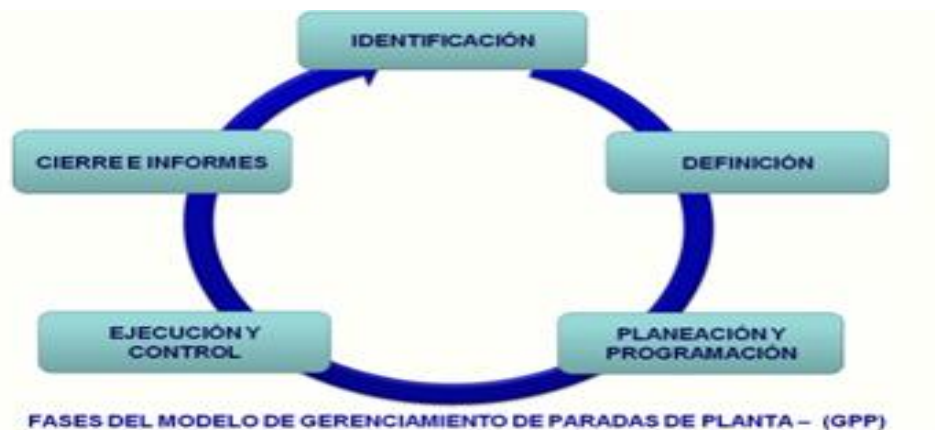 IDENTIFICACIÓN
DEFINICIÓN
PLANEACIÓN Y
PROGRAMACIÓN
EJECUCIÓN Y
CONTROL
CIERRE E INFORMES
FASES DEL MODELO DE GERENCIAMIENTO DE PARADAS DE PLANTA – (GPP)